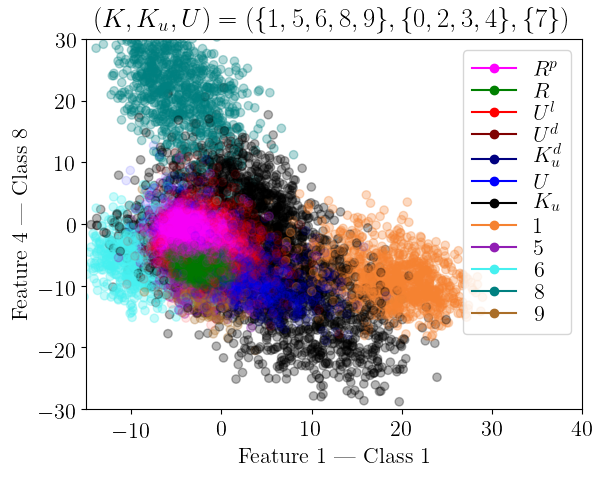 (K, K_u, U) = ({1, 5, 6, 8, 9}, {0, 2, 3, 4}, {7})
30
20
10
0
−10
−20
−30
Feature 4 — Class 8
−10
0
10
20
30
40
Feature 1 — Class 1
R^p
R
U^l
U^d
K_u^d
U
K_u
1
5
6
8
9